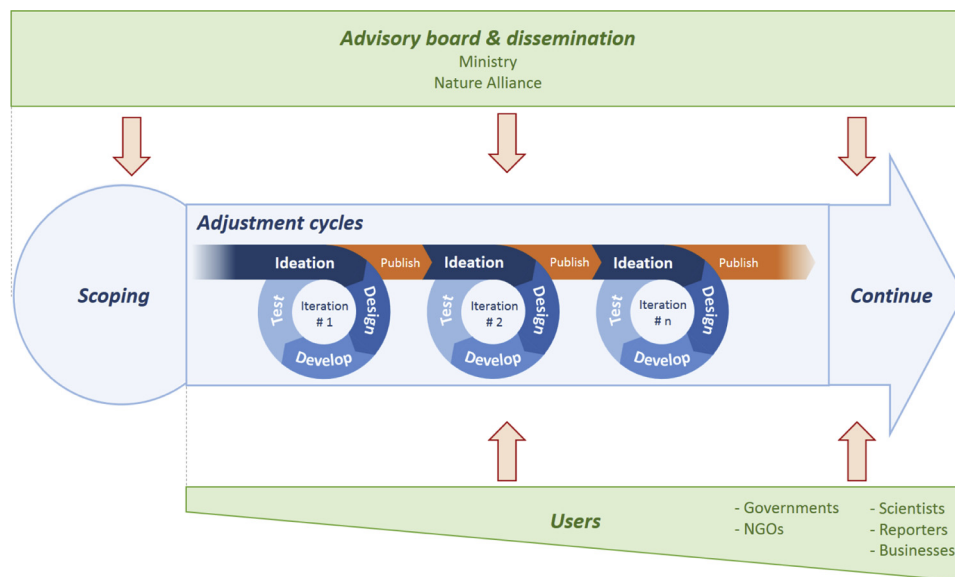 Advisory board & dissemination
Ministry
Nature Alliance
Adjustment cycles
Ideation
Publish
Ideation
Publish
Ideation
Publish
Scoping
Test
Iteration
# 1
Design
Develop
Test
Iteration
# 2
Design
Develop
Test
Iteration
# n
Design
Develop
Continue
Users
- Governments
- NGOs
- Scientists
- Reporters
- Businesses